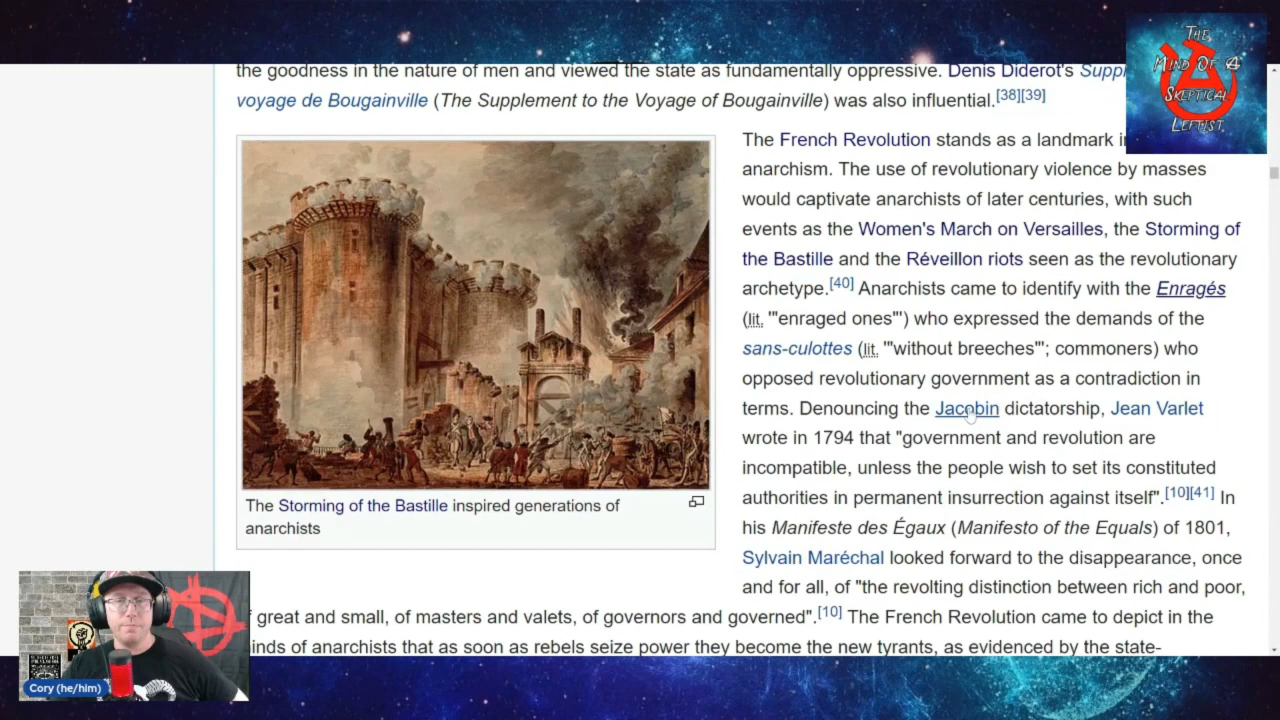 the goodness in the nature of men and viewed the state as fundamentally oppressive. Denis Diderot's Suppl
voyage de Bougainville (The Supplement to the Voyage of Bougainville) was also influential.[38][39]
THE
MIND OF A
SKEPTICAL
LEFTIST
The French Revolution stands as a landmark in
anarchism. The use of revolutionary violence by masses
would captivate anarchists of later centuries, with such
events as the Women's March on Versailles, the Storming of
the Bastille and the Réveillon riots seen as the revolutionary
archetype.[40] Anarchists came to identify with the Enragés
(lit. '"enraged ones"') who expressed the demands of the
sans-culottes (lit. '"without breeches"'; commoners) who
opposed revolutionary government as a contradiction in
terms. Denouncing the Jacobin dictatorship, Jean Varlet
wrote in 1794 that "government and revolution are
incompatible, unless the people wish to set its constituted
authorities in permanent insurrection against itself".[10][41] In
his Manifeste des Égaux (Manifesto of the Equals) of 1801,
Sylvain Maréchal looked forward to the disappearance, once
and for all, of "the revolting distinction between rich and poor,
f great and small, of masters and valets, of governors and governed".[10] The French Revolution came to depict in the
inds of anarchists that as soon as rebels seize power they become the new tyrants, as evidenced by the state-
The Storming of the Bastille inspired generations of
anarchists
Cory (he/him)